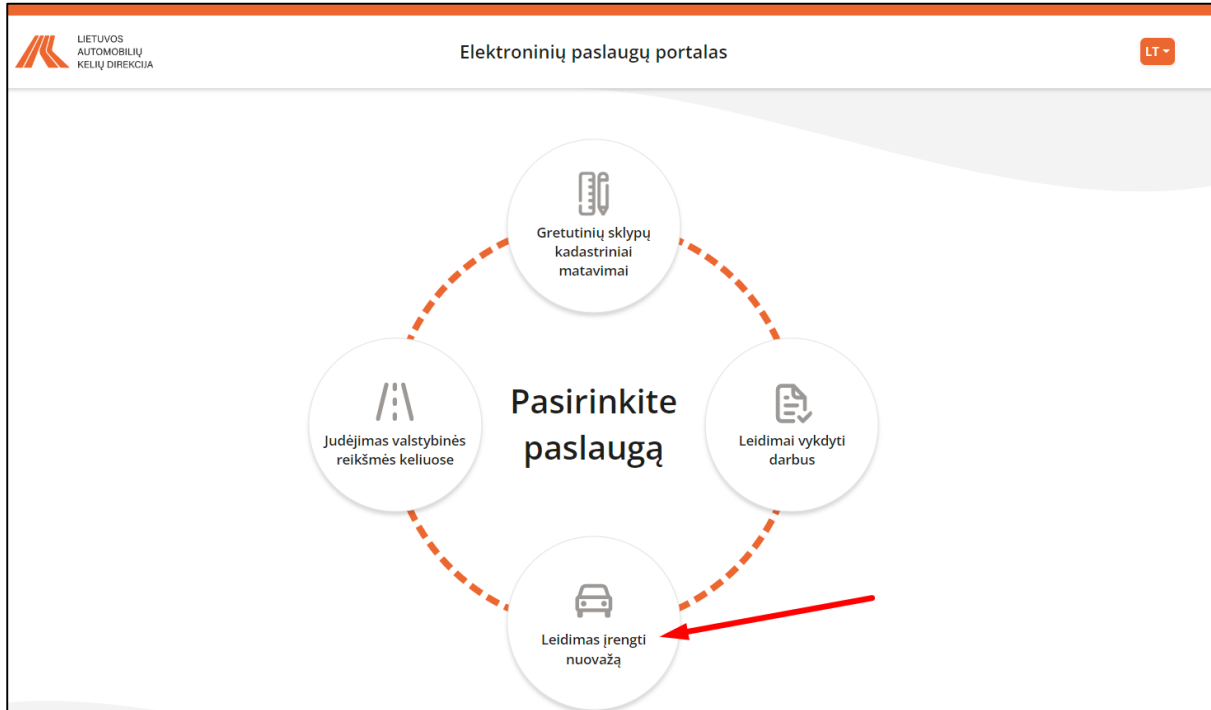 LIETUVOS
AUTOMOBILIŲ
KELIŲ DIREKCIJA
Elektroninių paslaugų portalas
LT
Gretutinių sklypų
kadastriniai
matavimai
Judėjimas valstybinės
reikšmės keliuose
Pasirinkite
paslaugą
Leidimai vykdyti
darbus
Leidimas įrengti
nuovažą